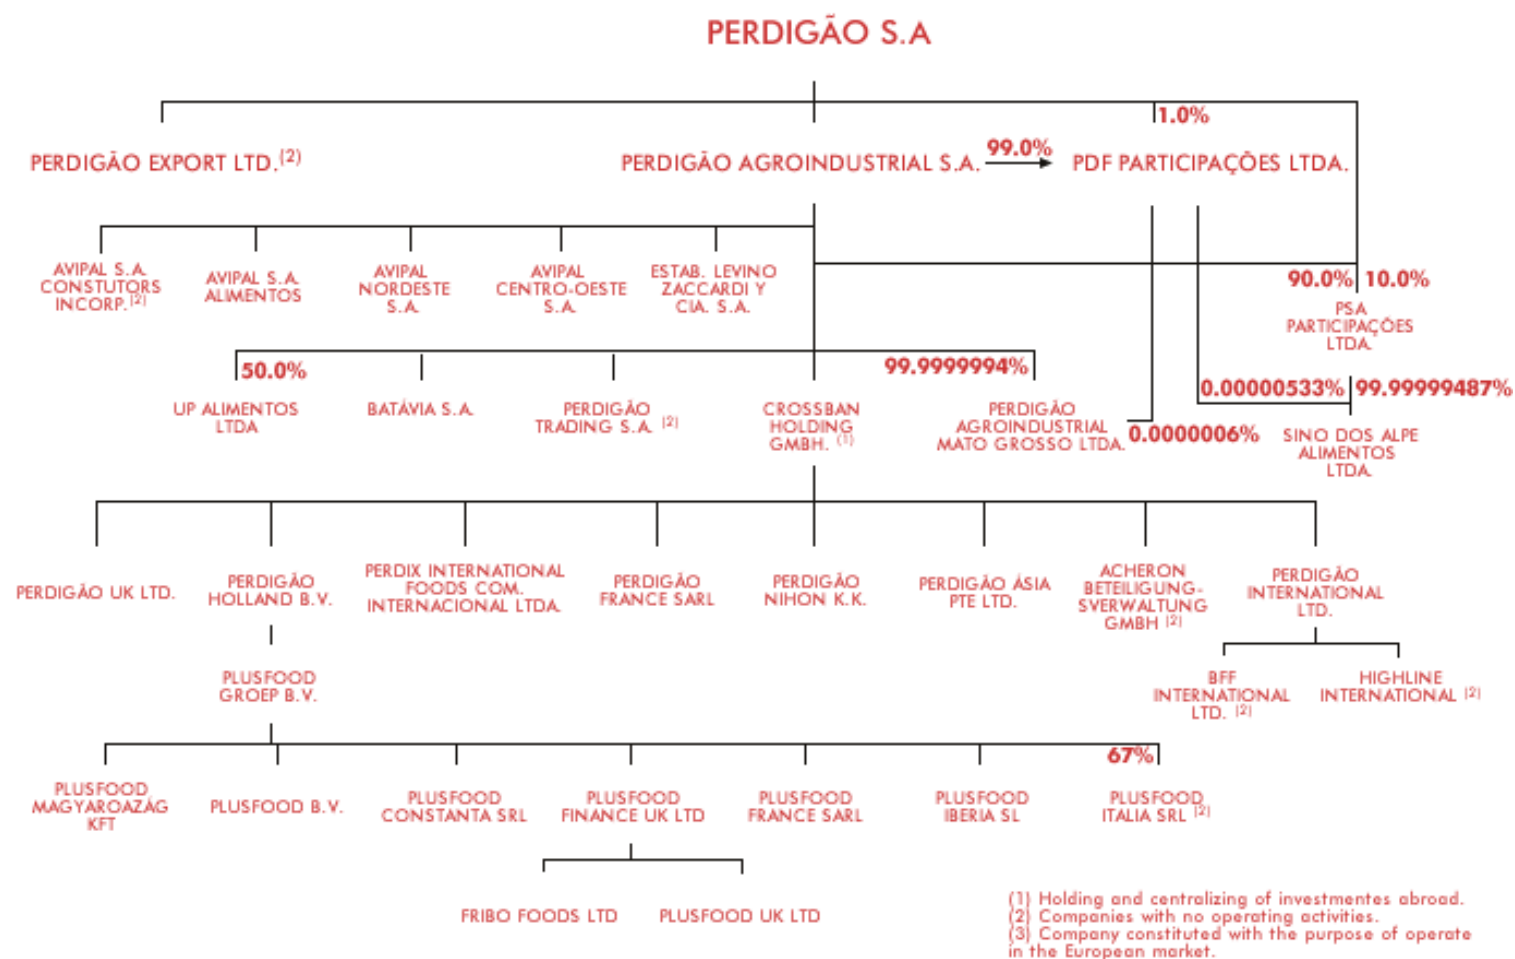 PERDIGÃO S.A
1.0%
PERDIGÃO EXPORT LTD.(2)
PERDIGÃO AGROINDUSTRIAL S.A.
99.0%
PDF PARTICIPAÇÕES LTDA.
AVIPAL S.A.
CONSTUTORS
INCORP.(2)
AVIPAL S.A.
ALIMENTOS
AVIPAL
NORDESTE
S.A.
AVIPAL
CENTRO-OESTE
S.A.
ESTAB. LEVINO
ZACCARDI Y
CIA. S.A.
90.0% 10.0%
PSA
PARTICIPAÇÕES
LTDA.
50.0%
99.9999994%
0.00000533% 99.99999487%
UP ALIMENTOS
LTDA
BATÁVIA S.A.
PERDIGÃO
TRADING S.A. (2)
CROSSBAN
HOLDING
GMBH. (1)
PERDIGÃO
AGROINDUSTRIAL
MATO GROSSO LTDA.
0.0000006%
SINO DOS ALPE
ALIMENTOS
LTDA.
PERDIGÃO UK LTD.
PERDIGÃO
HOLLAND B.V.
PERDIX INTERNATIONAL
FOODS COM.
INTERNACIONAL LTDA.
PERDIGÃO
FRANCE SARL
PERDIGÃO
NIHON K.K.
PERDIGÃO ÁSIA
PTE LTD.
ACHERON
BETEILIGUNG-
SVERWALTUNG
GMBH (2)
PERDIGÃO
INTERNATIONAL
LTD.
PLUSFOOD
GROEP B.V.
BFF
INTERNATIONAL
LTD. (2)
HIGHLINE
INTERNATIONAL (2)
67%
PLUSFOOD
MAGYAROAZÁG
KFT
PLUSFOOD B.V.
PLUSFOOD
CONSTANTA SRL
PLUSFOOD
FINANCE UK LTD
PLUSFOOD
FRANCE SARL
PLUSFOOD
IBERIA SL
PLUSFOOD
ITALIA SRL (2)
FRIBO FOODS LTD
PLUSFOOD UK LTD
(1) Holding and centralizing of investmentes abroad.
(2) Companies with no operating activities.
(3) Company constituted with the purpose of operate
in the European market.